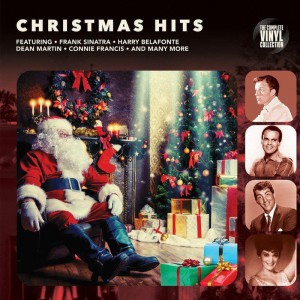 CHRISTMAS HITS
FEATURING • FRANK SINATRA • HARRY BELAFONTE
DEAN MARTIN • CONNIE FRANCIS • AND MANY MORE
THE COMPLETE
VINYL
COLLECTION